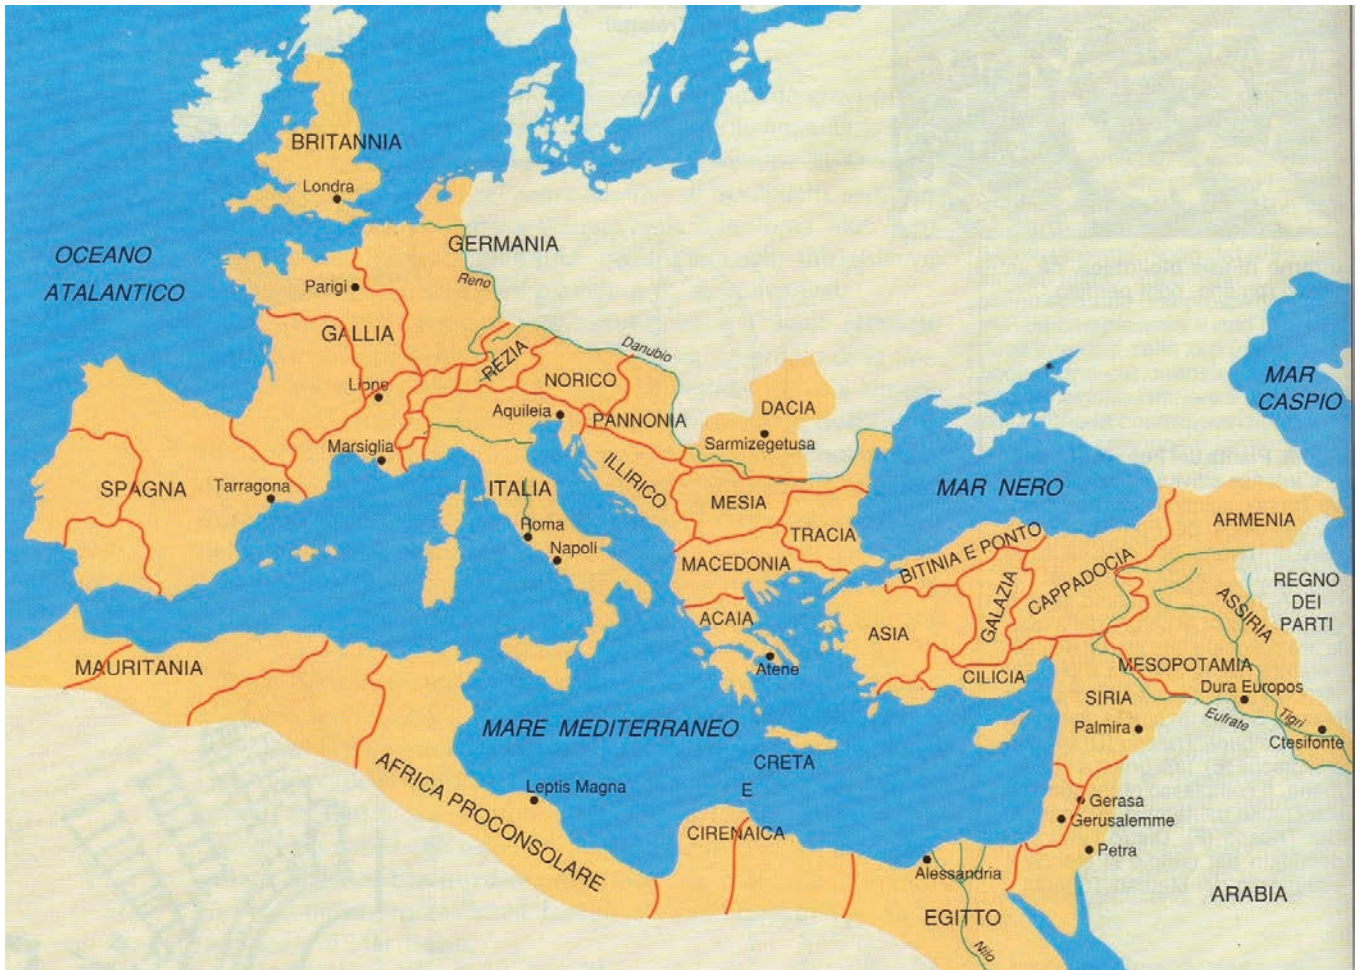 BRITANNIA
Londra
OCEANO
ATALANTICO
GERMANIA
Reno
Parigi
GALLIA
Danubio
REZIA
NORICO
Lione
Aquileia
PANNONIA
DACIA
Sarmizegetusa
MAR
CASPIO
Marsiglia
ILLIRICO
SPAGNA
Tarragona
ITALIA
MESIA
MAR NERO
Roma
Napoli
TRACIA
MACEDONIA
BITINIA E PONTO
ARMENIA
GALAZIA
CAPPADOCIA
REGNO
DEI
PARTI
ASSIRIA
ACAIA
ASIA
Atene
CILICIA
MAURITANIA
MESOPOTAMIA
Dura Europos
SIRIA
Eufrate
Tigri
Palmira
Ctesifonte
MARE MEDITERRANEO
CRETA
E
CIRENAICA
AFRICA PROCONSOLARE
Leptis Magna
Gerasa
Gerusalemme
Petra
Alessandria
EGITTO
Nilo
ARABIA